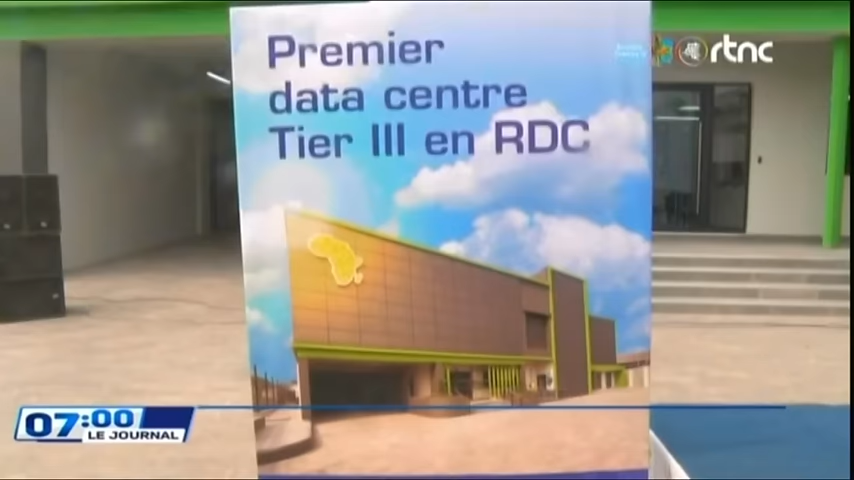 Premier
data centre
Tier III en RDC
rtnc
07:00
LE JOURNAL